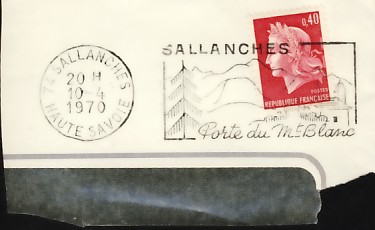 74 SALLANCHES
20 H
10-4
1970
HAUTE SAVOIE
SALLANCHES
0,40
POSTES
REPUBLIQUE FRANÇAISE
Porte du Mt Blanc